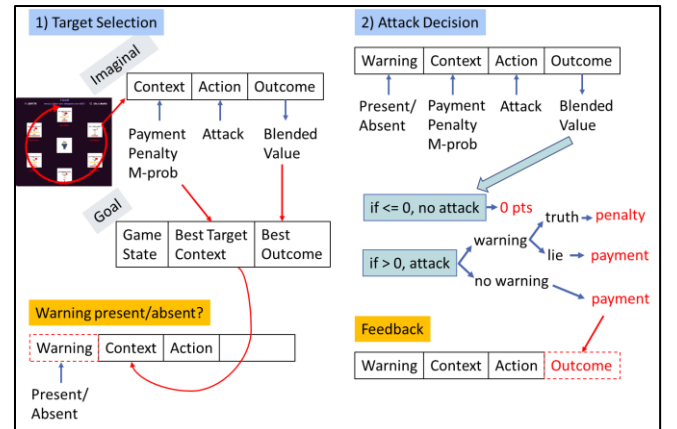 1) Target Selection
Imaginal
Context Action Outcome
Payment
Penalty
M-prob
Attack
Blended
Value
Goal
Game
State
Best Target
Context
Best
Outcome
Warning present/absent?
Warning Context Action
Present/
Absent
2) Attack Decision
Warning Context Action Outcome
Present/
Absent
Payment
Penalty
M-prob
Attack
Blended
Value
if <= 0, no attack
0 pts
if > 0, attack
warning
truth
penalty
lie
payment
no warning
payment
Feedback
Warning Context Action Outcome